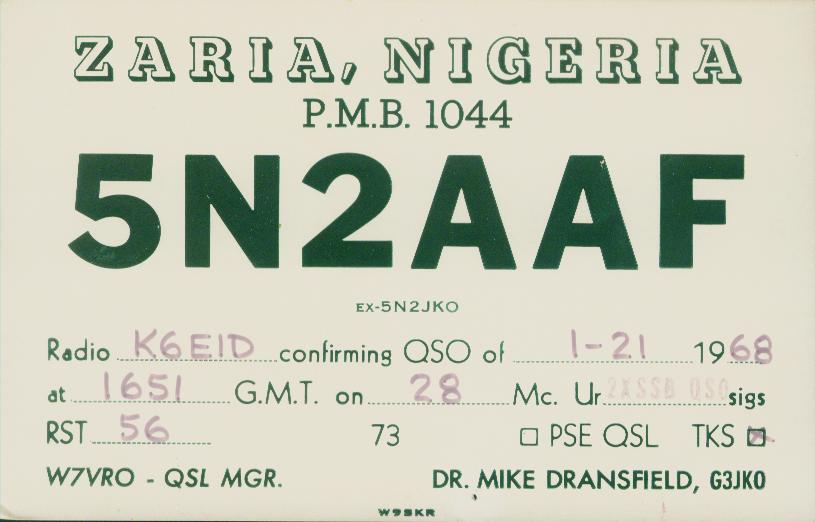 ZARIA, NIGERIA
P.M.B. 1044
5N2AAF
EX-5N2JKO
Radio K6EID confirming QSO of 1-21 1968
at 1651 G.M.T. on 28 Mc. Ur 2XSSB QSO sigs
RST 56 73 □ PSE QSL TKS ☒
W7VRO - QSL MGR. DR. MIKE DRANSFIELD, G3JKO
W9SKR